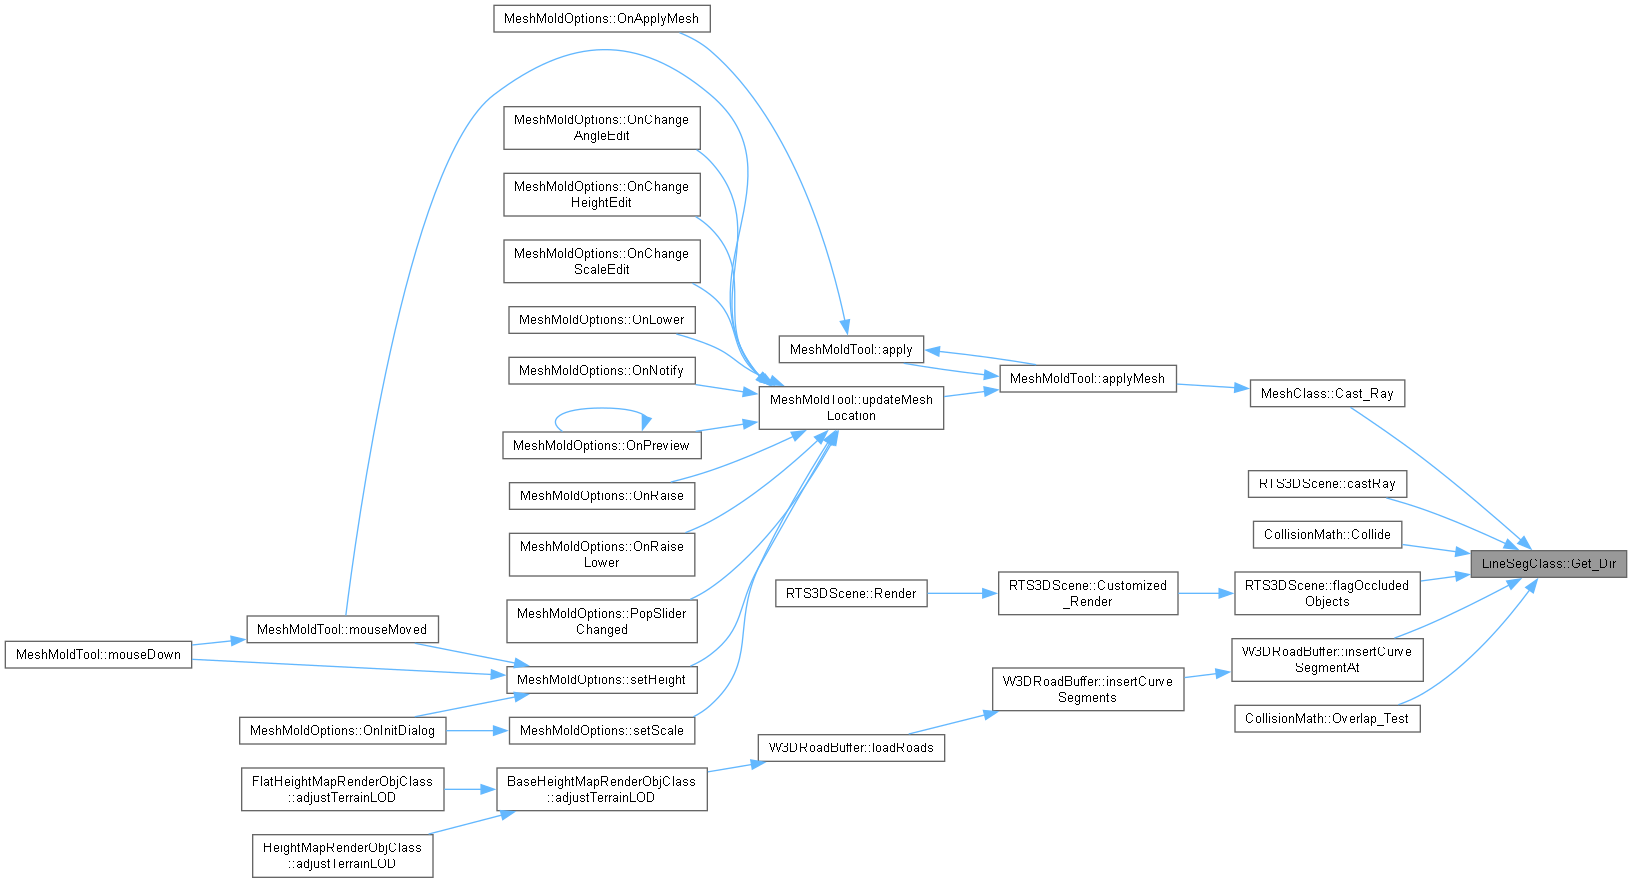 MeshMoldOptions::OnApplyMesh
MeshMoldOptions::OnChange
AngleEdit
MeshMoldOptions::OnChange
HeightEdit
MeshMoldOptions::OnChange
ScaleEdit
MeshMoldOptions::OnLower
MeshMoldTool::apply
MeshMoldOptions::OnNotify
MeshMoldTool::applyMesh
MeshClass::Cast_Ray
MeshMoldTool::updateMesh
Location
MeshMoldOptions::OnPreview
RTS3DScene::castRay
MeshMoldOptions::OnRaise
CollisionMath::Collide
MeshMoldOptions::OnRaise
Lower
LineSegClass::Get_Dir
RTS3DScene::Render
RTS3DScene::Customized
_Render
RTS3DScene::flagOccluded
Objects
MeshMoldOptions::PopSlider
Changed
MeshMoldTool::mouseMoved
MeshMoldTool::mouseDown
W3DRoadBuffer::insertCurve
SegmentAt
MeshMoldOptions::setHeight
W3DRoadBuffer::insertCurve
Segments
CollisionMath::Overlap_Test
MeshMoldOptions::OnInitDialog
MeshMoldOptions::setScale
W3DRoadBuffer::loadRoads
FlatHeightMapRenderObjClass
::adjustTerrainLOD
BaseHeightMapRenderObjClass
::adjustTerrainLOD
HeightMapRenderObjClass
::adjustTerrainLOD